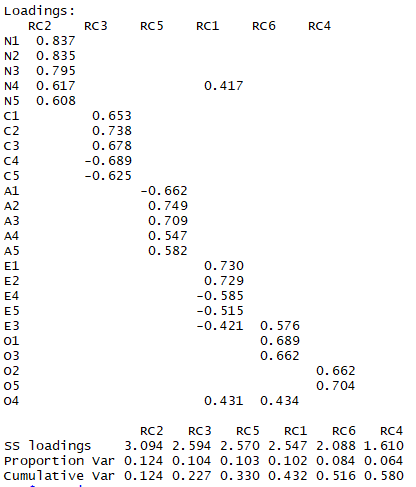 Loadings:
   RC2    RC3    RC5    RC1    RC6    RC4
N1  0.837
N2  0.835
N3  0.795
N4  0.617                0.417
N5  0.608
C1         0.653
C2         0.738
C3         0.678
C4        -0.689
C5        -0.625
A1               -0.662
A2                0.749
A3                0.709
A4                0.547
A5                0.582
E1                       0.730
E2                       0.729
E4                      -0.585
E5                      -0.515
E3                      -0.421  0.576
O1                              0.689
O3                              0.662
O2                                     0.662
O5                                     0.704
O4                       0.431  0.434
                 RC2   RC3   RC5   RC1   RC6   RC4
SS loadings    3.094 2.594 2.570 2.547 2.088 1.610
Proportion Var 0.124 0.104 0.103 0.102 0.084 0.064
Cumulative Var 0.124 0.227 0.330 0.432 0.516 0.580